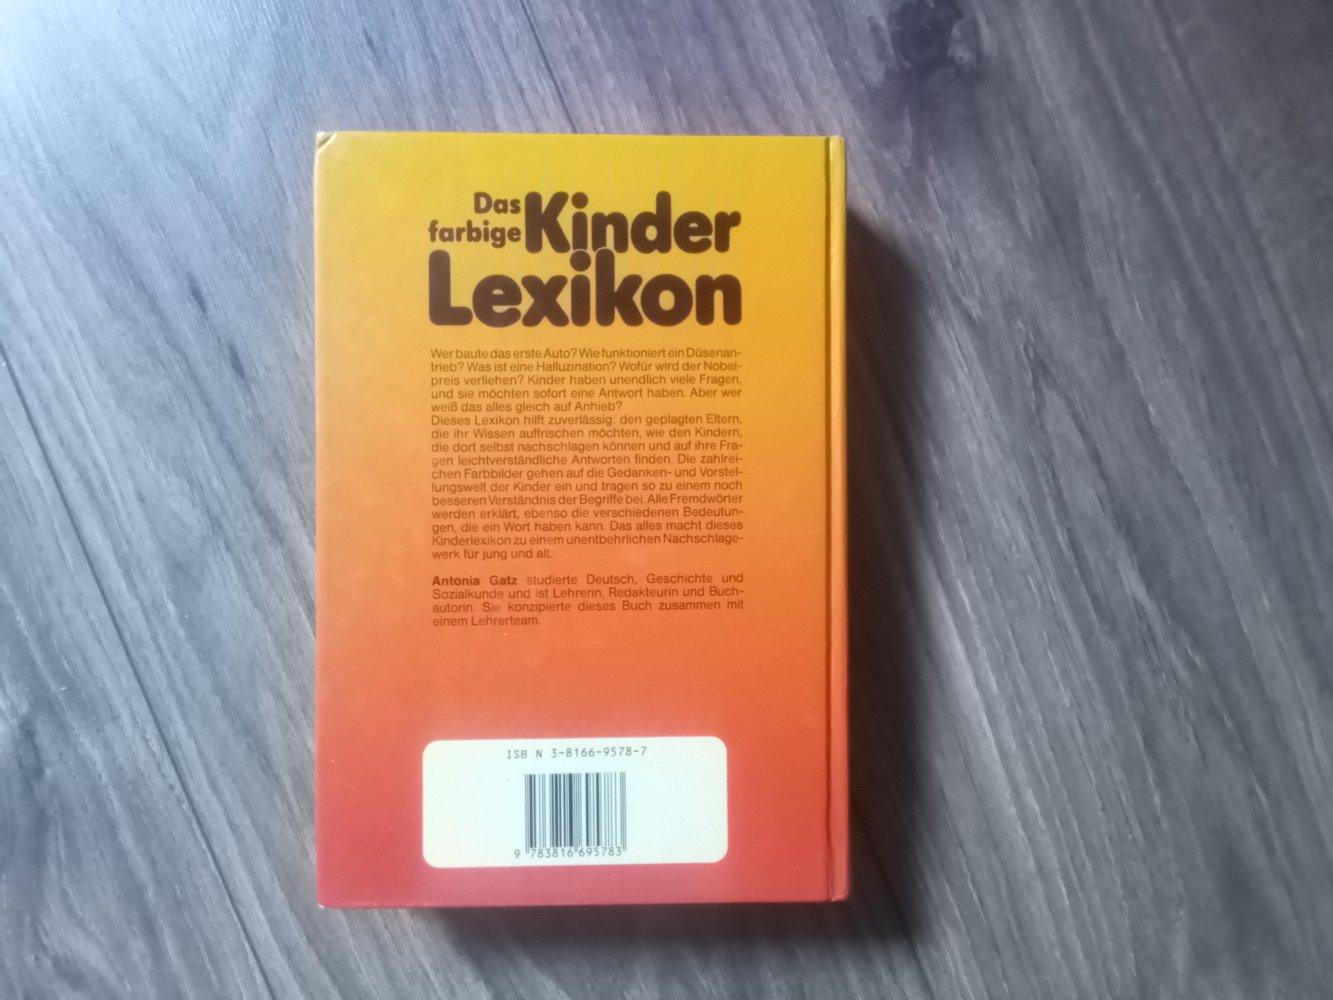 Das
farbige Kinder
Lexikon
Wer baute das erste Auto? Wie funktioniert ein Düsenan-
trieb? Was ist eine Halluzination? Wofür wird der Nobel-
preis verliehen? Kinder haben unendlich viele Fragen,
und sie möchten sofort eine Antwort haben. Aber wer
weiß das alles gleich auf Anhieb?
Dieses Lexikon hilft zuverlässig: den geplagten Eltern,
die ihr Wissen auffrischen möchten, wie den Kindern,
die dort selbst nachschlagen können und auf ihre Fra-
gen leichtverständliche Antworten finden. Die zahlrei-
chen Farbbilder gehen auf die Gedanken- und Vorstel-
lungswelt der Kinder ein und tragen so zu einem noch
besseren Verständnis der Begriffe bei. Alle Fremdwörter
werden erklärt, ebenso die verschiedenen Bedeutun-
gen, die ein Wort haben kann. Das alles macht dieses
Kinderlexikon zu einem unentbehrlichen Nachschlage-
werk für jung und alt.
Antonia Gatz studierte Deutsch, Geschichte und
Sozialkunde und ist Lehrerin, Redakteurin und Buch-
autorin. Sie konzipierte dieses Buch zusammen mit
einem Lehrerteam.
ISB N 3-8166-9578-7
9 783816 695783